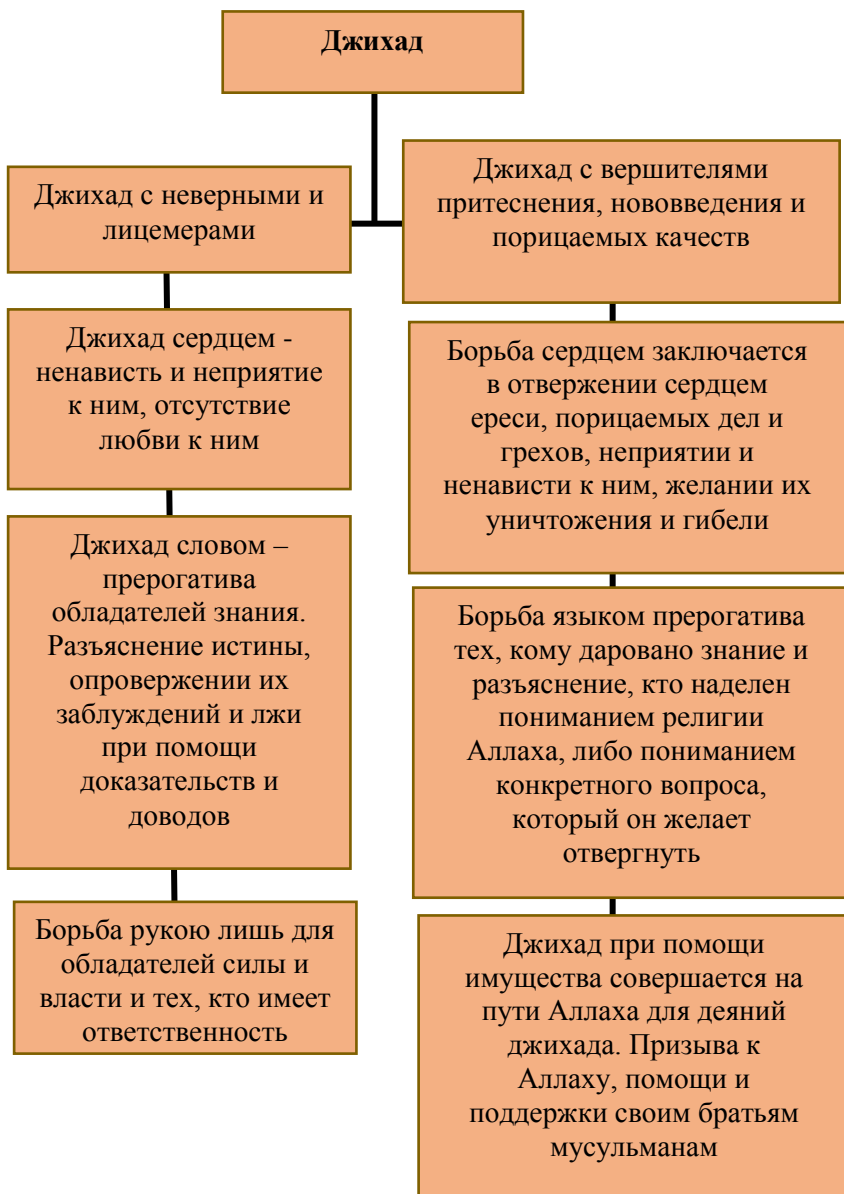 Джихад
Джихад с неверными и
лицемерами
Джихад сердцем -
ненависть и неприятие
к ним, отсутствие
любви к ним
Джихад словом –
прерогатива
обладателей знания.
Разъяснение истины,
опровержении их
заблуждений и лжи
при помощи
доказательств и
доводов
Борьба рукою лишь для
обладателей силы и
власти и тех, кто имеет
ответственность
Джихад с вершителями
притеснения, нововведения и
порицаемых качеств
Борьба сердцем заключается
в отвержении сердцем
ереси, порицаемых дел и
грехов, неприятии и
ненависти к ним, желании их
уничтожения и гибели
Борьба языком прерогатива
тех, кому даровано знание и
разъяснение, кто наделен
пониманием религии
Аллаха, либо пониманием
конкретного вопроса,
который он желает
отвергнуть
Джихад при помощи
имущества совершается на
пути Аллаха для деяний
джихада. Призыва к
Аллаху, помощи и
поддержки своим братьям
мусульманам